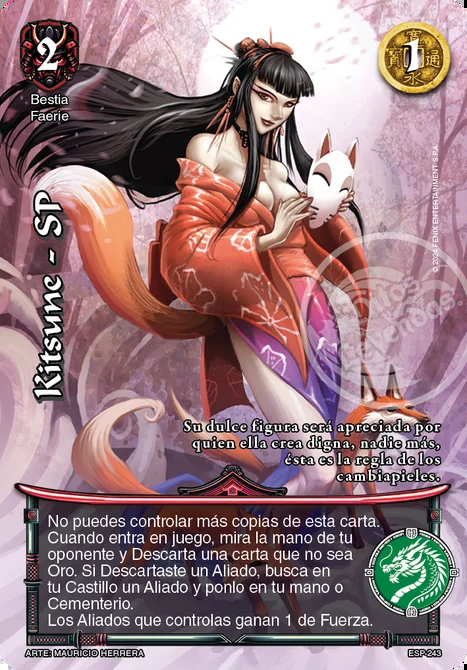 2
1
Bestia
Faerie
Kitsune - SP
© 2024 FENIX ENTERTAINMENT S.P.A.
Su dulce figura será apreciada por
quien ella crea digna, nadie más,
ésta es la regla de los
cambiapieles.
No puedes controlar más copias de esta carta.
Cuando entra en juego, mira la mano de tu
oponente y Descarta una carta que no sea
Oro. Si Descartaste un Aliado, busca en
tu Castillo un Aliado y ponlo en tu mano o
Cementerio.
Los Aliados que controlas ganan 1 de Fuerza.
ARTE: MAURICIO HERRERA
ESP-243